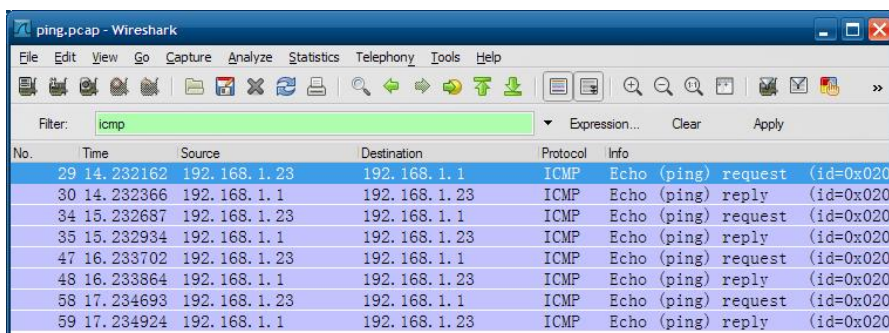 ping.pcap - Wireshark
File Edit View Go Capture Analyze Statistics Telephony Tools Help
Filter: icmp Expression... Clear Apply
No. Time Source Destination Protocol Info
29 14.232162 192.168.1.23 192.168.1.1 ICMP Echo (ping) request (id=0x020
30 14.232366 192.168.1.1 192.168.1.23 ICMP Echo (ping) reply (id=0x020
34 15.232687 192.168.1.23 192.168.1.1 ICMP Echo (ping) request (id=0x020
35 15.232934 192.168.1.1 192.168.1.23 ICMP Echo (ping) reply (id=0x020
47 16.233702 192.168.1.23 192.168.1.1 ICMP Echo (ping) request (id=0x020
48 16.233864 192.168.1.1 192.168.1.23 ICMP Echo (ping) reply (id=0x020
58 17.234693 192.168.1.23 192.168.1.1 ICMP Echo (ping) request (id=0x020
59 17.234924 192.168.1.1 192.168.1.23 ICMP Echo (ping) reply (id=0x020